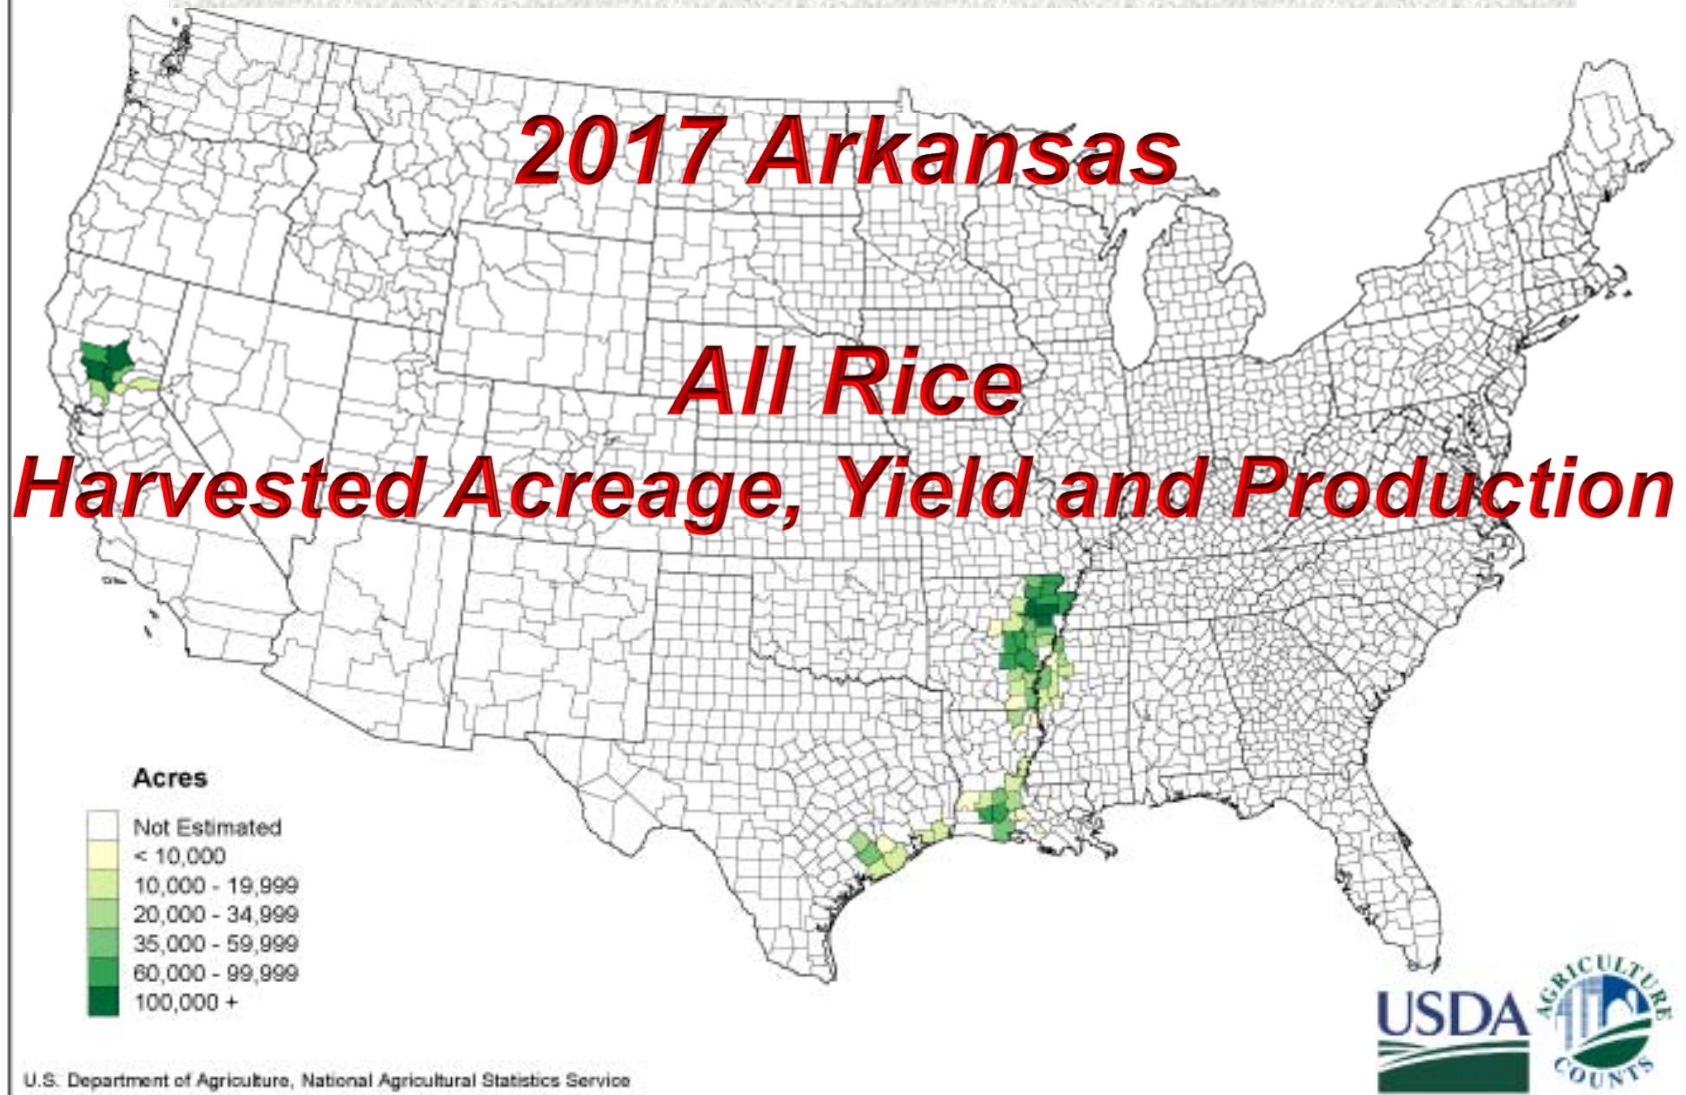 2017 Arkansas
All Rice
Harvested Acreage, Yield and Production
Acres
Not Estimated
< 10,000
10,000 - 19,999
20,000 - 34,999
35,000 - 59,999
60,000 - 99,999
100,000 +
USDA
AGRICULTURE
COUNTS
U.S. Department of Agriculture, National Agricultural Statistics Service